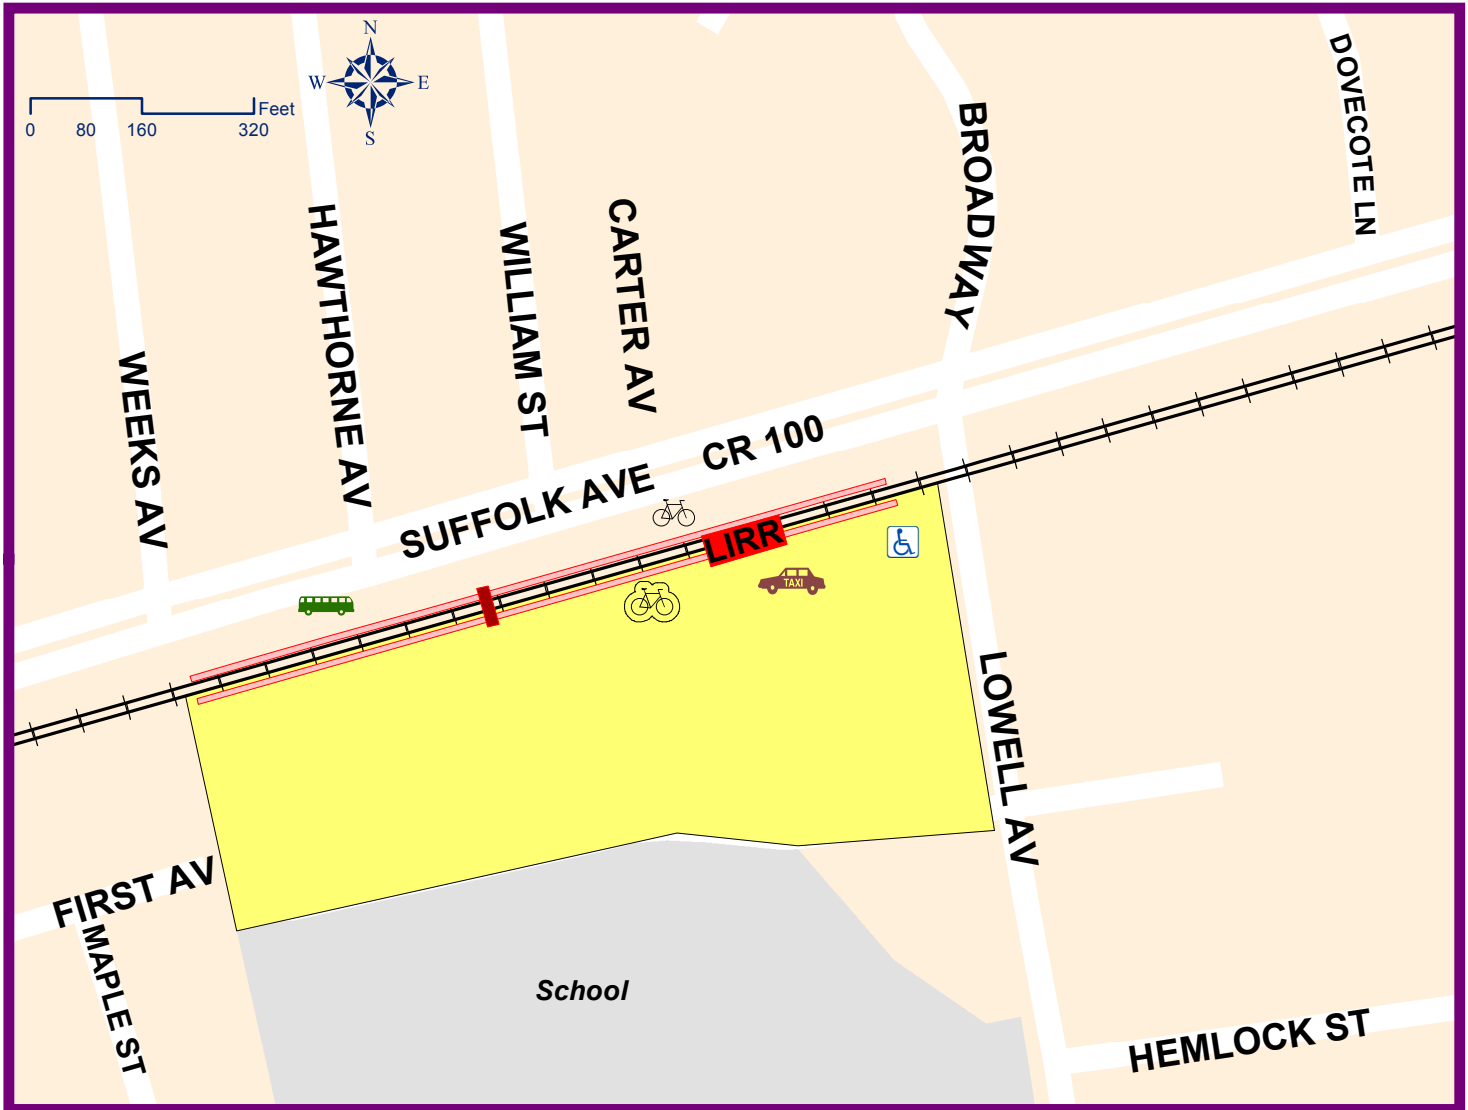 N
W E
S
Feet
0 80 160 320
DOVECOTE LN
BROADWAY
HAWTHORNE AV
WILLIAM ST
CARTER AV
WEEKS AV
SUFFOLK AVE
CR 100
LIRR
TAXI
LOWELL AV
FIRST AV
MAPLE ST
School
HEMLOCK ST